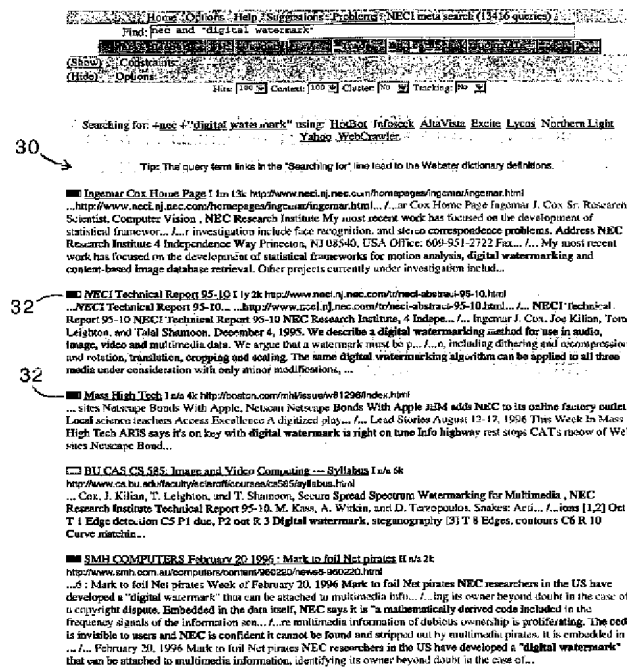 Home Options Help Suggestions Problems NECI meta search (13416 queries)
Find: nec and "digital watermark"
(Show) Constraints
(Hide) Options:
Hits: 100 Context: 100 Cluster: No Tracking: No
Searching for: +nec +"digital watermark" using: HotBot Infoseek AltaVista Excite Lycos Northern Light
Yahoo WebCrawler
30
Tip: The query term links in the "Searching for" line lead to the Webster dictionary definitions.
Ingemar Cox Home Page I 1m 13k http://www.neci.nj.nec.com/homepages/ingemar/ingemar.html
...http://www.neci.nj.nec.com/homepages/ingemar/ingemar.html... /...ar Cox Home Page Ingemar J. Cox Sr. Research
Scientist, Computer Vision , NEC Research Institute My most recent work has focused on the development of
statistical framewor... /...r investigation include face recognition, and stereo correspondence problems. Address NEC
Research Institute 4 Independence Way Princeton, NJ 08540, USA Office: 609-951-2722 Fax... /... My most recent
work has focused on the development of statistical frameworks for motion analysis, digital watermarking and
content-based image database retrieval. Other projects currently under investigation includ...
32
NECI Technical Report 95-10 I 1y 2k http://www.neci.nj.nec.com/tr/neci-abstract-95-10.html
...NECI Technical Report 95-10... ...http://www.neci.nj.nec.com/tr/neci-abstract-95-10.html... /... NECI Technical
Report 95-10 NECI Technical Report 95-10 NEC Research Institute, 4 Indepe... /... Ingemar J. Cox, Joe Kilian, Tom
Leighton, and Talal Shamoon. December 4, 1995. We describe a digital watermarking method for use in audio,
image, video and multimedia data. We argue that a watermark must be p... /...n, including dithering and recompression
and rotation, translation, cropping and scaling. The same digital watermarking algorithm can be applied to all three
media under consideration with only minor modifications, ...
32
Mass High Tech I n/a 4k http://boston.com/mht/issue/w81296/index.html
... sites Netscape Bonds With Apple, Netscan Netscape Bonds With Apple adds NEC to its online factory outlet
Local science teachers Access Excellence A digitized play... /... Lead Stories August 12-17, 1996 This Week In Mass
High Tech ARIS says it's on key with digital watermark is right on tune Info highway rest stops CAT's meow of We
sites Netscape Bond...
BU CAS CS 585: Image and Video Computing --- Syllabus I n/a 6k
http://www.cs.bu.edu/faculty/sclaroff/courses/cs585/syllabus.html
... Cox, J. Kilian, T. Leighton, and T. Shamoon, Secure Spread Spectrum Watermarking for Multimedia , NEC
Research Institute Technical Report 95-10. M. Kass, A. Witkin, and D. Terzopoulos, Snakes: Acti... /...ions [1,2] Oct
T 1 Edge detection C5 P1 due, P2 out R 3 Digital watermark, steganography [3] T 8 Edges, contours C6 R 10
Curve matchin...
SMH COMPUTERS February 20 1996 : Mark to foil Net pirates II n/a 2k
http://www.smh.com.au/computers/content/960220/news6-960220.html
...6 : Mark to foil Net pirates Week of February 20, 1996 Mark to foil Net pirates NEC researchers in the US have
developed a "digital watermark" that can be attached to multimedia info... /...ing its owner beyond doubt in the case of
a copyright dispute. Embedded in the data itself, NEC says it is "a mathematically derived code included in the
frequency signals of the information sen... /...re multimedia information of dubious ownership is proliferating. The cod
is invisible to users and NEC is confident it cannot be found and stripped out by multimedia pirates. It is embedded in
... /... February 20, 1996 Mark to foil Net pirates NEC researchers in the US have developed a "digital watermark"
that can be attached to multimedia information, identifying its owner beyond doubt in the case of...